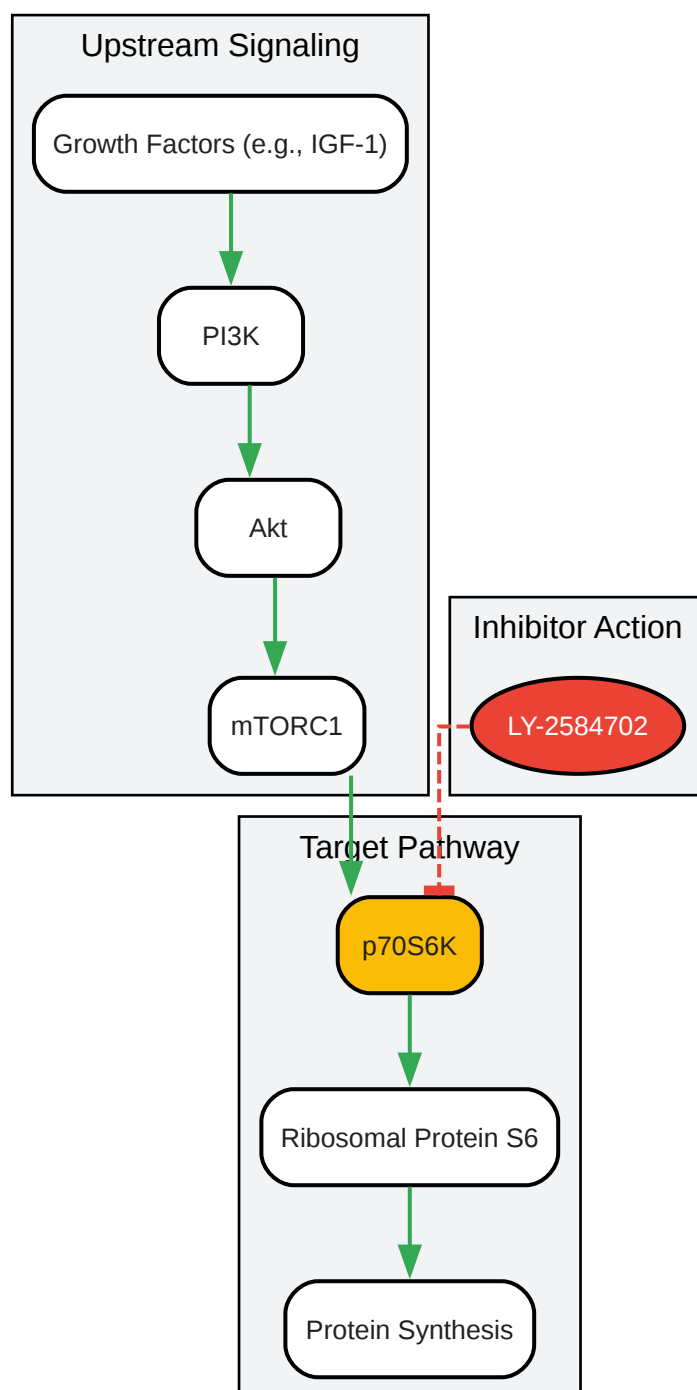 Upstream Signaling
Growth Factors (e.g., IGF-1)
PI3K
Akt
mTORC1
Inhibitor Action
LY-2584702
Target Pathway
p70S6K
Ribosomal Protein S6
Protein Synthesis